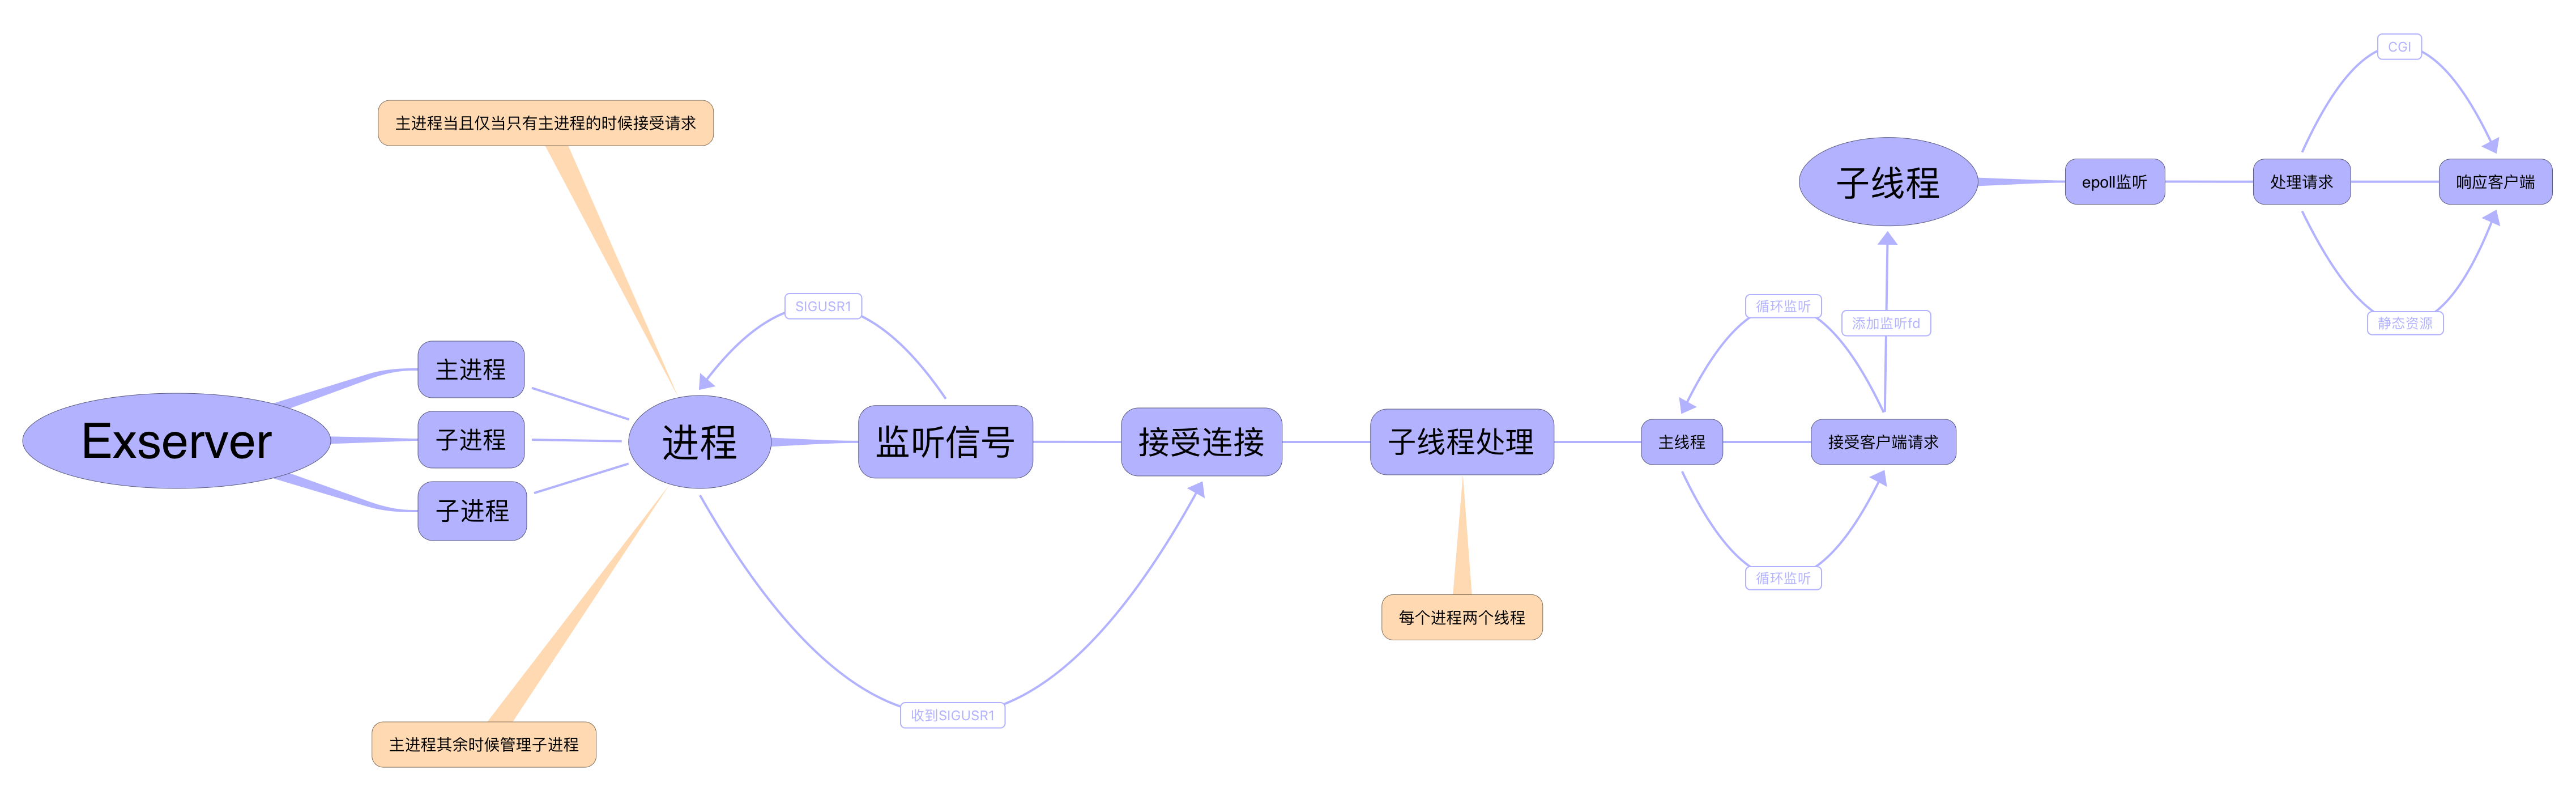 Exserver
主进程
子进程
子进程
主进程当且仅当只有主进程的时候接受请求
主进程其余时候管理子进程
进程
SIGUSR1
监听信号
收到SIGUSR1
接受连接
子线程处理
每个进程两个线程
主线程
循环监听
循环监听
接受客户端请求
添加监听fd
子线程
epoll监听
处理请求
CGI
静态资源
响应客户端